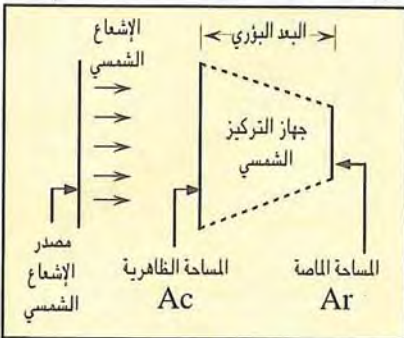 الإشعاع
الشمسي
البعد البؤري
جهاز التركيز
الشمسي
مصدر
الإشعاع
الشمسي
المساحة الظاهرية
Ac
المساحة الماصة
Ar